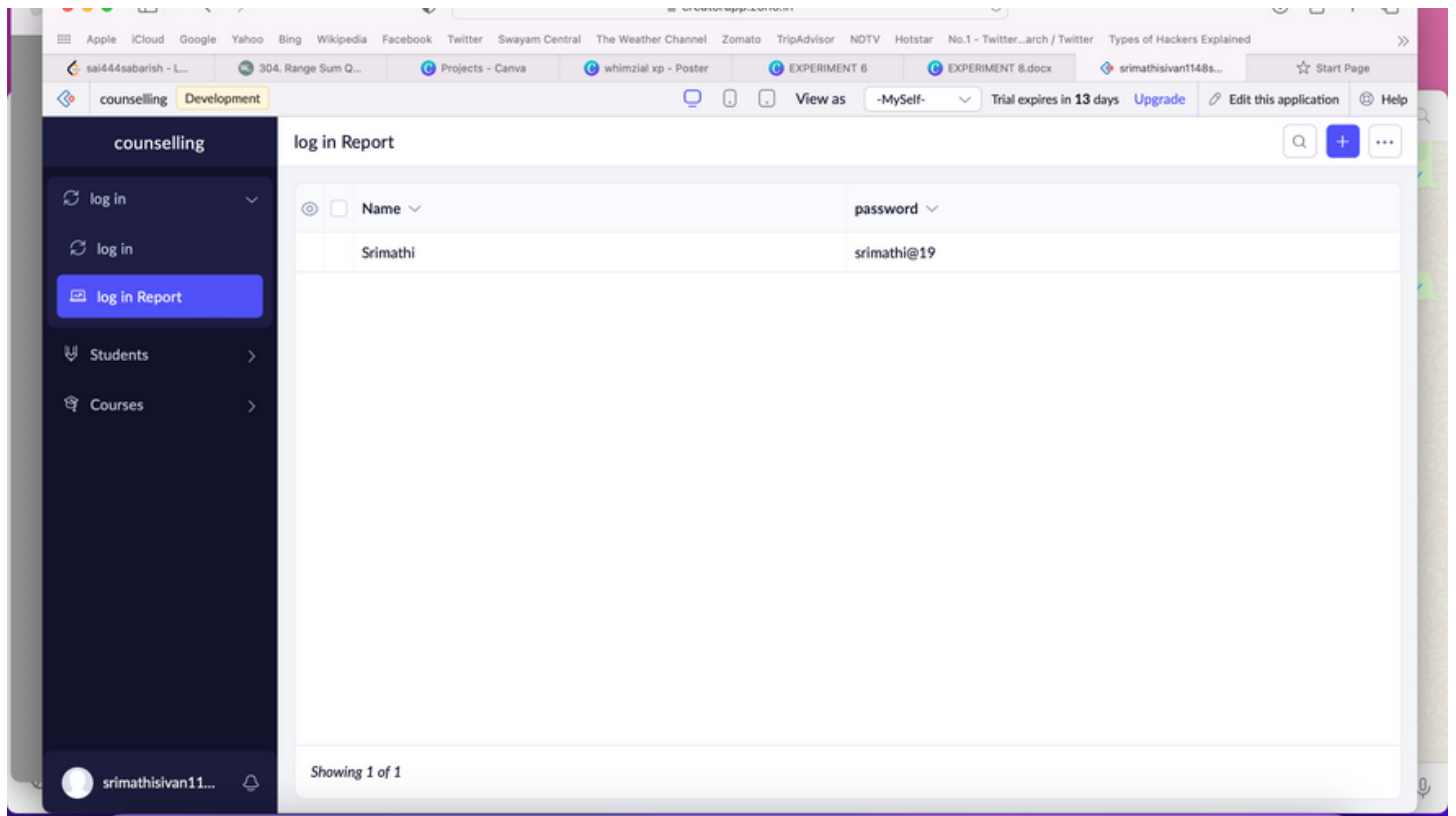 Apple iCloud Google Yahoo Bing Wikipedia Facebook Twitter Swayam Central The Weather Channel Zomato TripAdvisor NDTV Hotstar No.1 - Twitter...arch / Twitter Types of Hackers Explained
sai444sabarish - L... 304. Range Sum Q... Projects - Canva whimzial xp - Poster EXPERIMENT 6 EXPERIMENT 8.docx srimathisivan1148s... Start Page
counselling Development View as -MySelf- Trial expires in 13 days Upgrade Edit this application Help
counselling
log in
log in
log in Report
Students
Courses
srimathisivan11...
log in Report
Name password
Srimathi srimathi@19
Showing 1 of 1